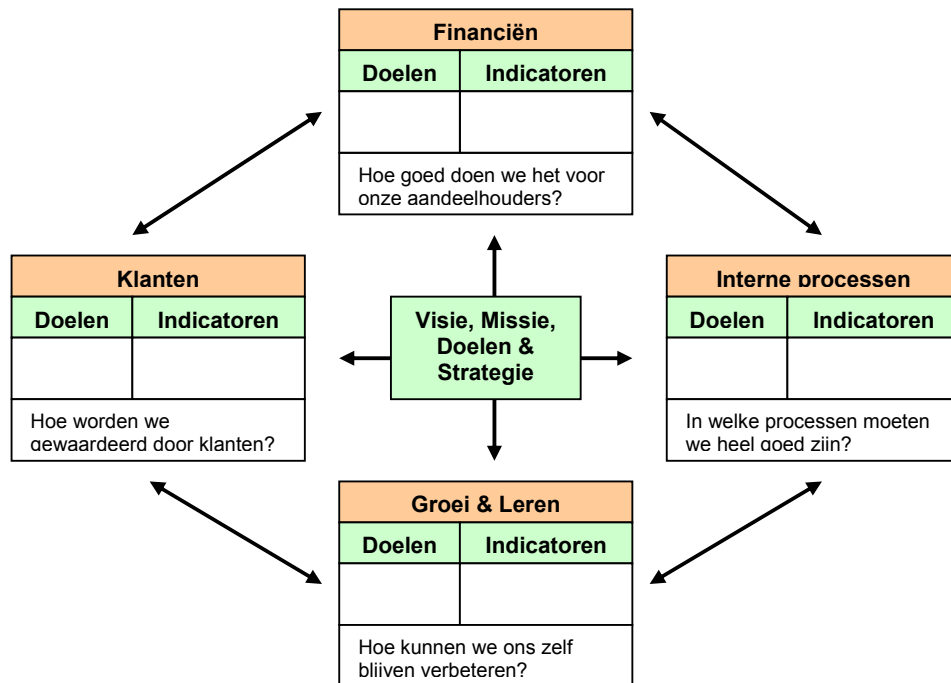 Financiën
Doelen Indicatoren
Hoe goed doen we het voor
onze aandeelhouders?
Klanten
Doelen Indicatoren
Hoe worden we
gewaardeerd door klanten?
Visie, Missie,
Doelen &
Strategie
Interne processen
Doelen Indicatoren
In welke processen moeten
we heel goed zijn?
Groei & Leren
Doelen Indicatoren
Hoe kunnen we ons zelf
blijven verbeteren?